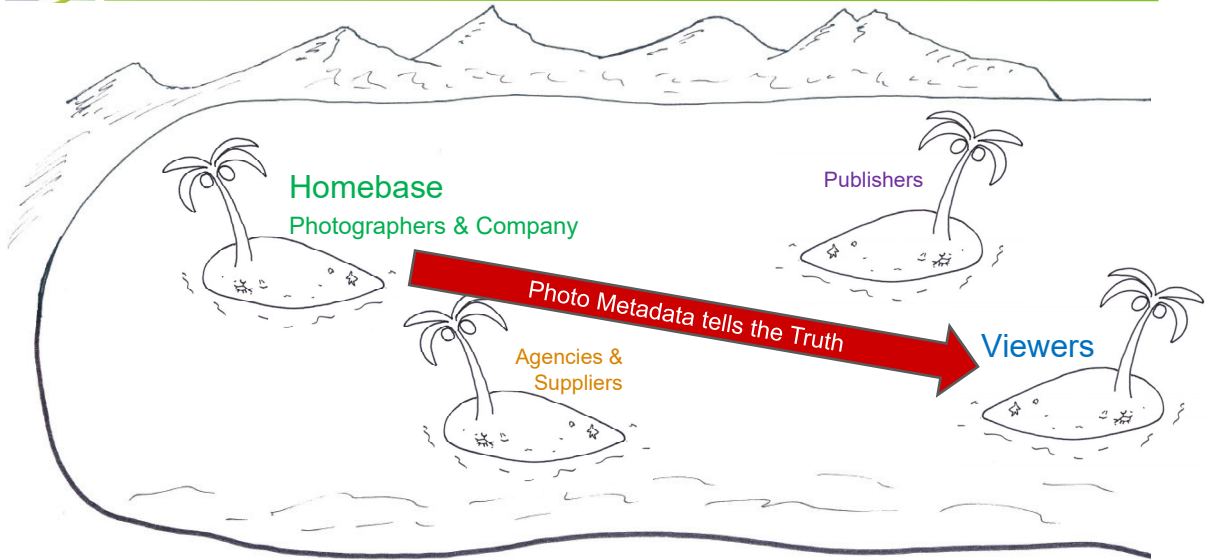 Homebase
Photographers & Company
Publishers
Photo Metadata tells the Truth
Viewers
Agencies &
Suppliers